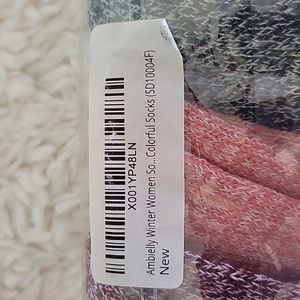 X001YP48LN
Ambielly Winter Women So...Colorful Socks (SD10004F)
New